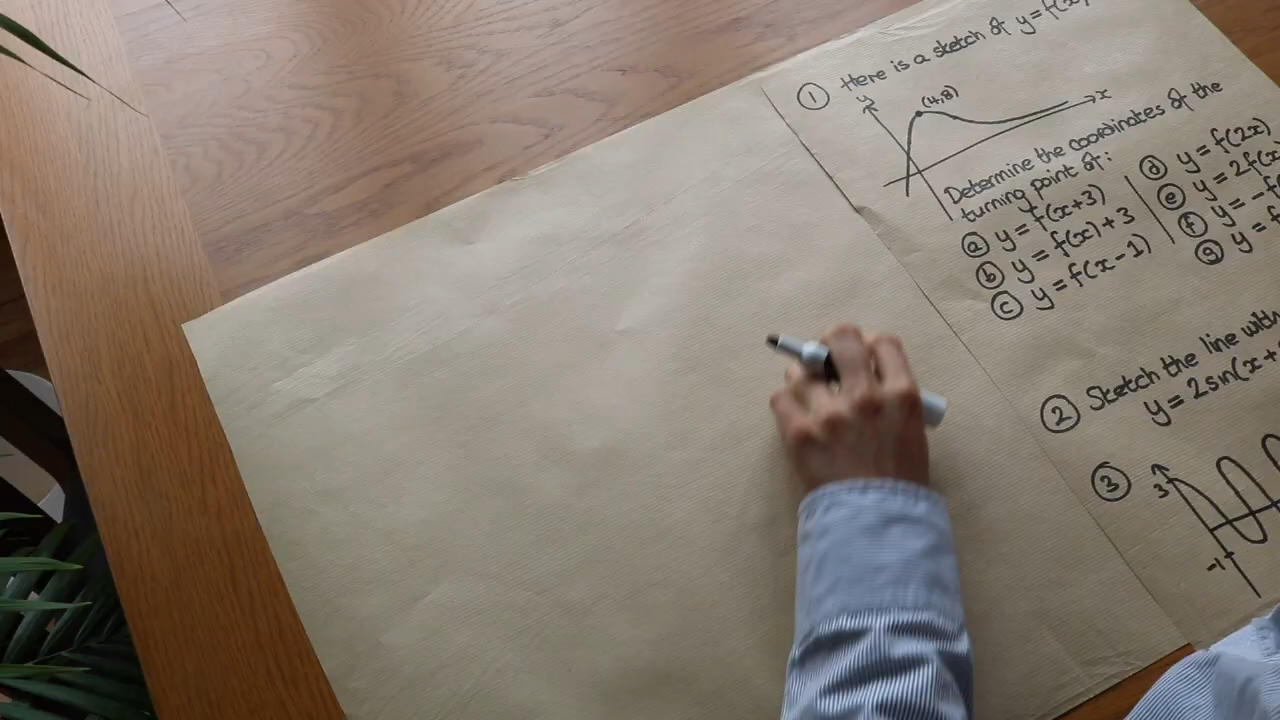 ① Here is a sketch of y=f(x)
y
(4,8)
x
Determine the coordinates of the
turning point of:
ⓐ y=f(x+3)
ⓑ y=f(x)+3
ⓒ y=f(x-1)
ⓓ y=f(2x)
ⓔ y=2f(x
ⓕ y=-f(
ⓖ y=f
② Sketch the line with
y=2sin(x+
③
3
-1